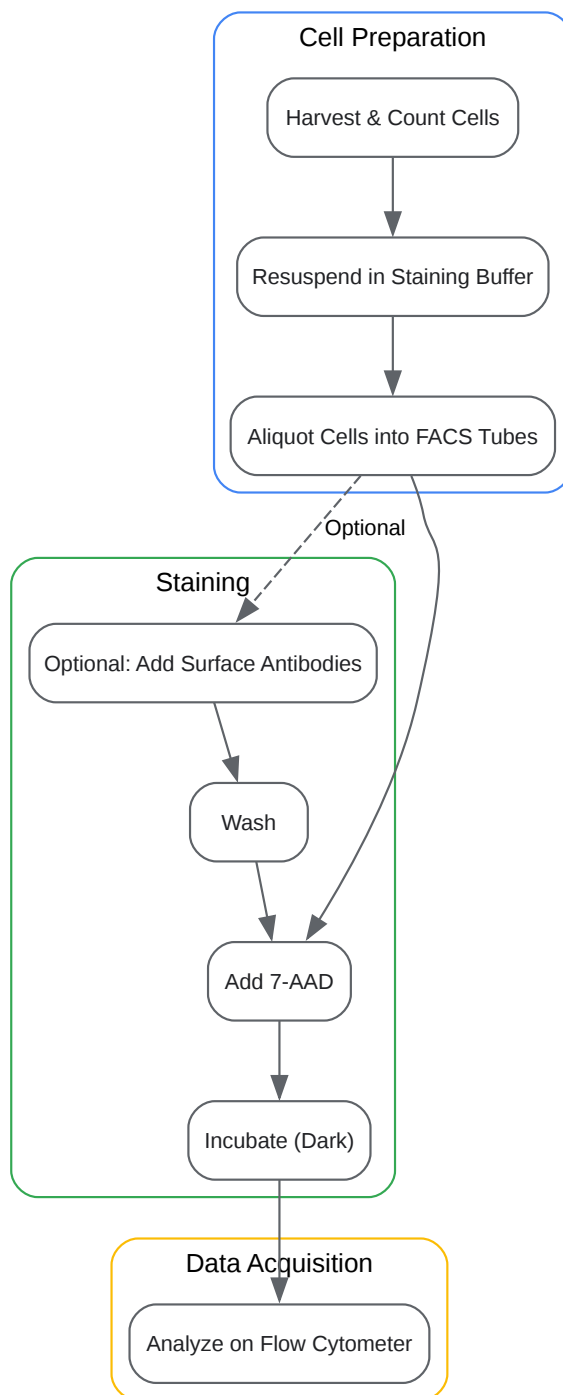 Cell Preparation
Harvest & Count Cells
Resuspend in Staining Buffer
Aliquot Cells into FACS Tubes
Optional
Staining
Optional: Add Surface Antibodies
Wash
Add 7-AAD
Incubate (Dark)
Data Acquisition
Analyze on Flow Cytometer